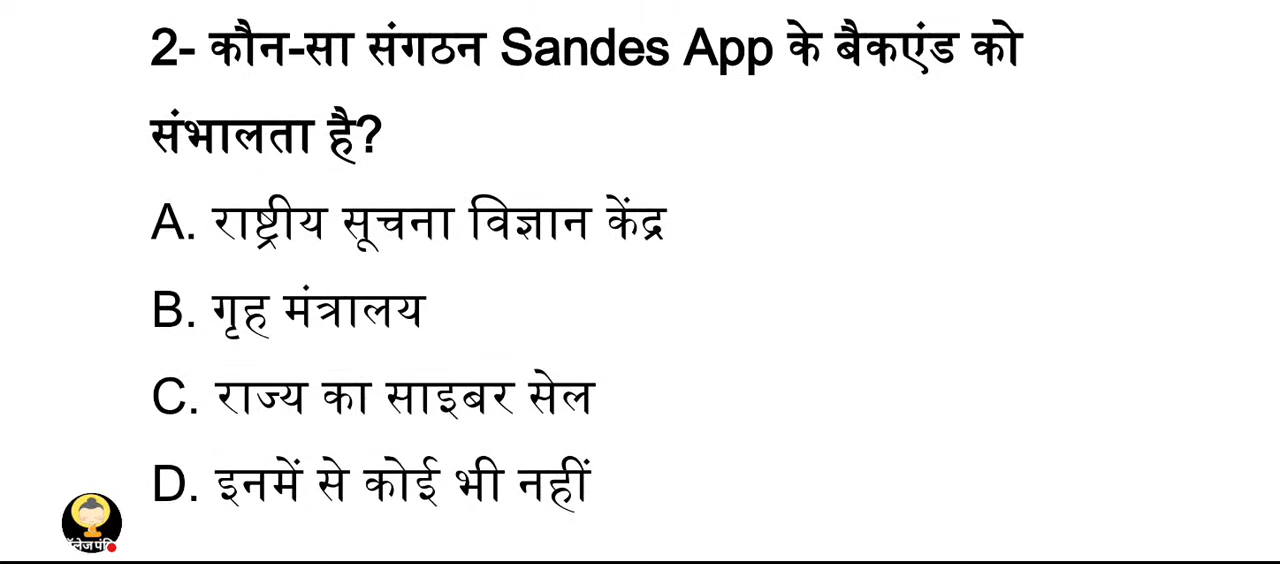 2- कौन-सा संगठन Sandes App के बैकएंड को
संभालता है?
A. राष्ट्रीय सूचना विज्ञान केंद्र
B. गृह मंत्रालय
C. राज्य का साइबर सेल
D. इनमें से कोई भी नहीं